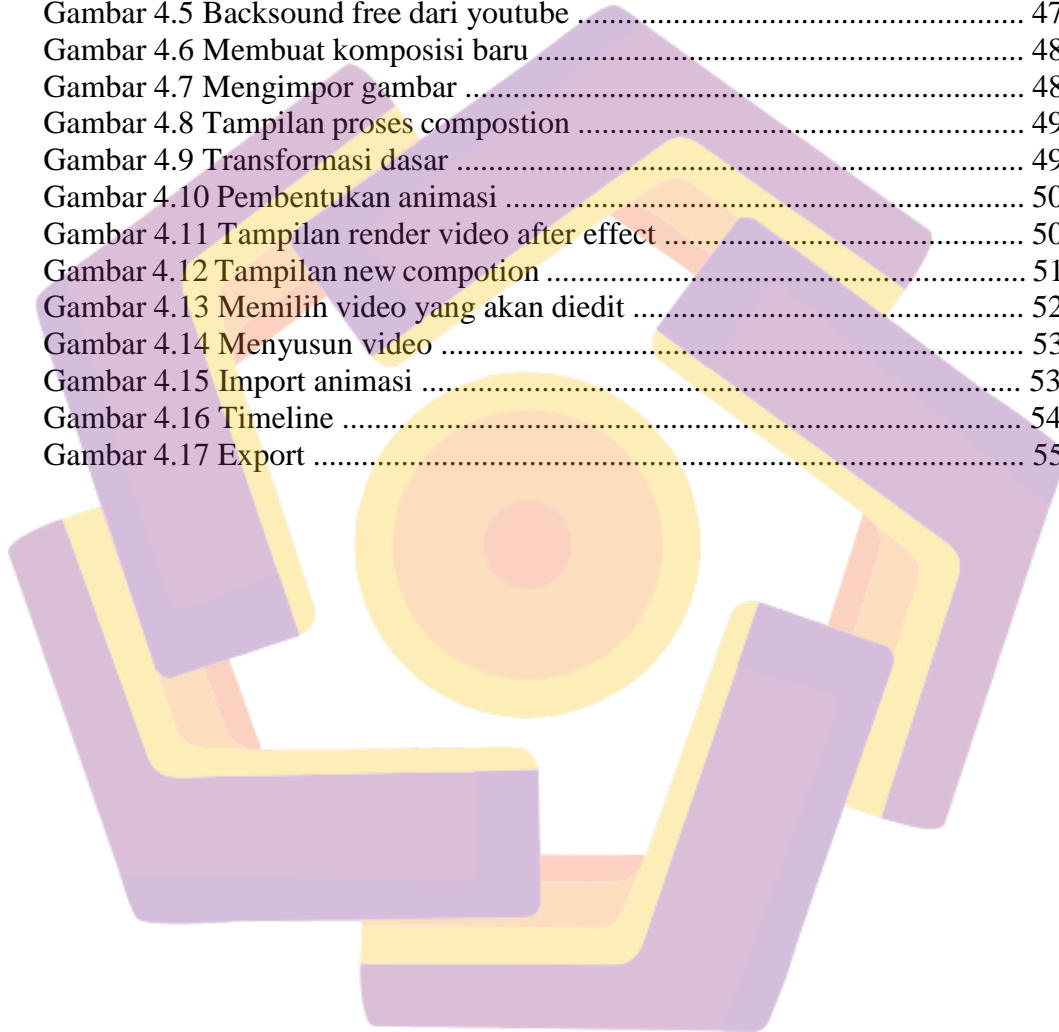 Gambar 4.5 Backsound free dari youtube ........................................................ 47
Gambar 4.6 Membuat komposisi baru ............................................................. 48
Gambar 4.7 Mengimpor gambar ...................................................................... 48
Gambar 4.8 Tampilan proses compostion ........................................................ 49
Gambar 4.9 Transformasi dasar ........................................................................ 49
Gambar 4.10 Pembentukan animasi ................................................................. 50
Gambar 4.11 Tampilan render video after effect ............................................. 50
Gambar 4.12 Tampilan new compotion ............................................................ 51
Gambar 4.13 Memilih video yang akan diedit ................................................. 52
Gambar 4.14 Menyusun video ......................................................................... 53
Gambar 4.15 Import animasi ........................................................................... 53
Gambar 4.16 Timeline ..................................................................................... 54
Gambar 4.17 Export ......................................................................................... 55